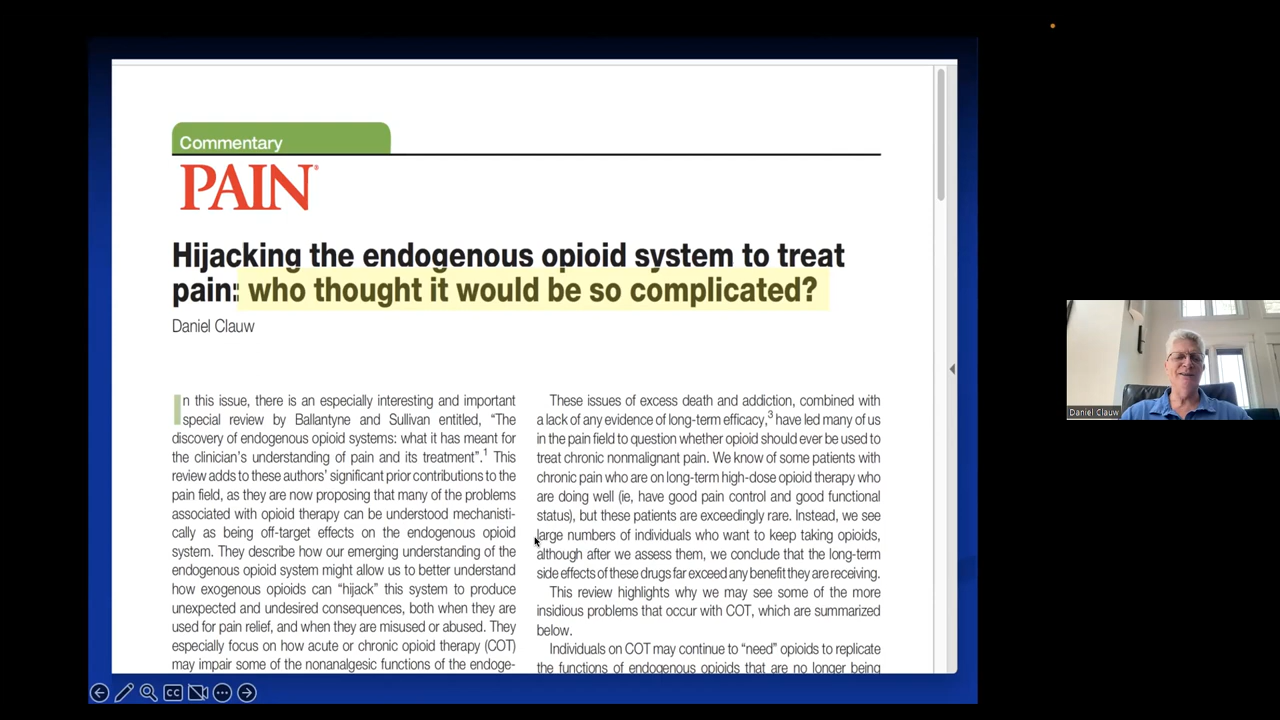 Commentary
PAIN®
Hijacking the endogenous opioid system to treat
pain: who thought it would be so complicated?
Daniel Clauw
In this issue, there is an especially interesting and important
special review by Ballantyne and Sullivan entitled, “The
discovery of endogenous opioid systems: what it has meant for
the clinician’s understanding of pain and its treatment”.1 This
review adds to these authors’ significant prior contributions to the
pain field, as they are now proposing that many of the problems
associated with opioid therapy can be understood mechanisti-
cally as being off-target effects on the endogenous opioid
system. They describe how our emerging understanding of the
endogenous opioid system might allow us to better understand
how exogenous opioids can “hijack” this system to produce
unexpected and undesired consequences, both when they are
used for pain relief, and when they are misused or abused. They
especially focus on how acute or chronic opioid therapy (COT)
may impair some of the nonanalgesic functions of the endoge-
These issues of excess death and addiction, combined with
a lack of any evidence of long-term efficacy,3 have led many of us
in the pain field to question whether opioid should ever be used to
treat chronic nonmalignant pain. We know of some patients with
chronic pain who are on long-term high-dose opioid therapy who
are doing well (ie, have good pain control and good functional
status), but these patients are exceedingly rare. Instead, we see
large numbers of individuals who want to keep taking opioids,
although after we assess them, we conclude that the long-term
side effects of these drugs far exceed any benefit they are receiving.
This review highlights why we may see some of the more
insidious problems that occur with COT, which are summarized
below.
Individuals on COT may continue to “need” opioids to replicate
the functions of endogenous opioids that are no longer being
CC
Daniel Clauw